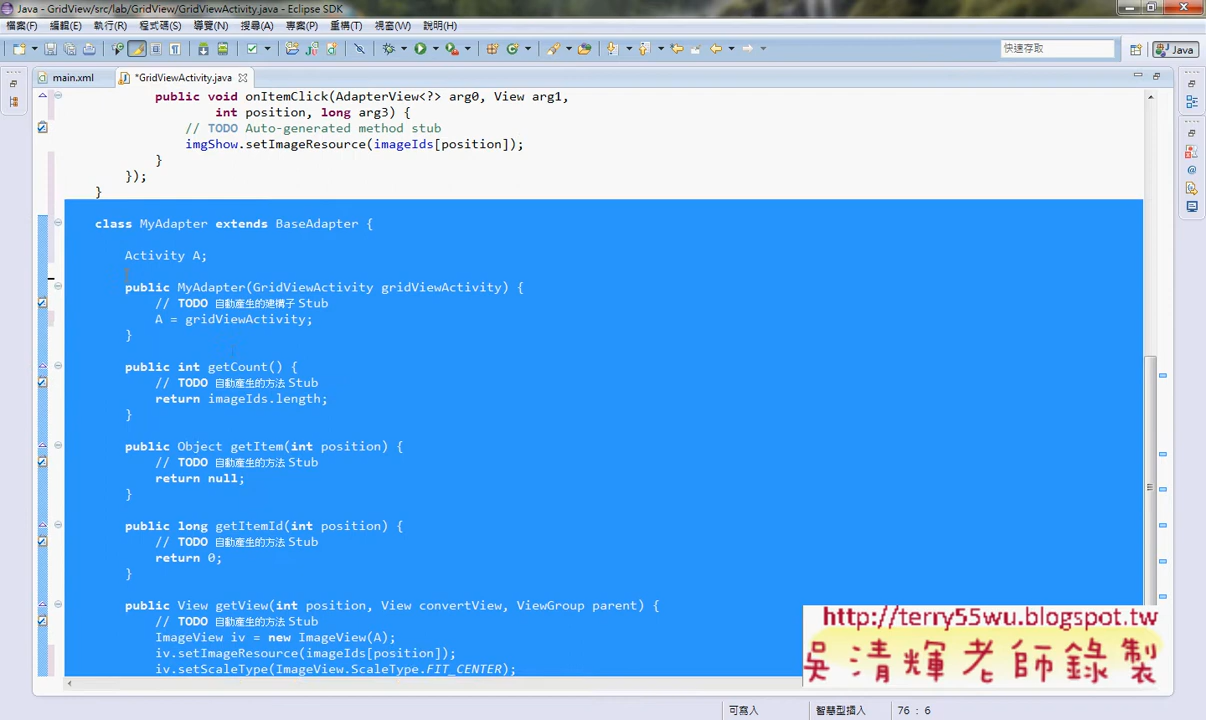 Java - GridView/src/lab/GridView/GridViewActivity.java - Eclipse SDK
檔案(F) 編輯(E) 執行(R) 程式碼(S) 導覽(N) 搜尋(A) 專案(P) 重構(T) 視窗(W) 說明(H)
快速存取 Java
main.xml *GridViewActivity.java
public void onItemClick(AdapterView<?> arg0, View arg1,
int position, long arg3) {
// TODO Auto-generated method stub
imgShow.setImageResource(imageIds[position]);
}
});
}
class MyAdapter extends BaseAdapter {
Activity A;
public MyAdapter(GridViewActivity gridViewActivity) {
// TODO 自動產生的建構子 Stub
A = gridViewActivity;
}
public int getCount() {
// TODO 自動產生的方法 Stub
return imageIds.length;
}
public Object getItem(int position) {
// TODO 自動產生的方法 Stub
return null;
}
public long getItemId(int position) {
// TODO 自動產生的方法 Stub
return 0;
}
public View getView(int position, View convertView, ViewGroup parent) {
// TODO 自動產生的方法 Stub
ImageView iv = new ImageView(A);
iv.setImageResource(imageIds[position]);
iv.setScaleType(ImageView.ScaleType.FIT_CENTER);
http://terry55wu.blogspot.tw
吳清輝老師錄製
可寫入 智慧型插入 76 : 6